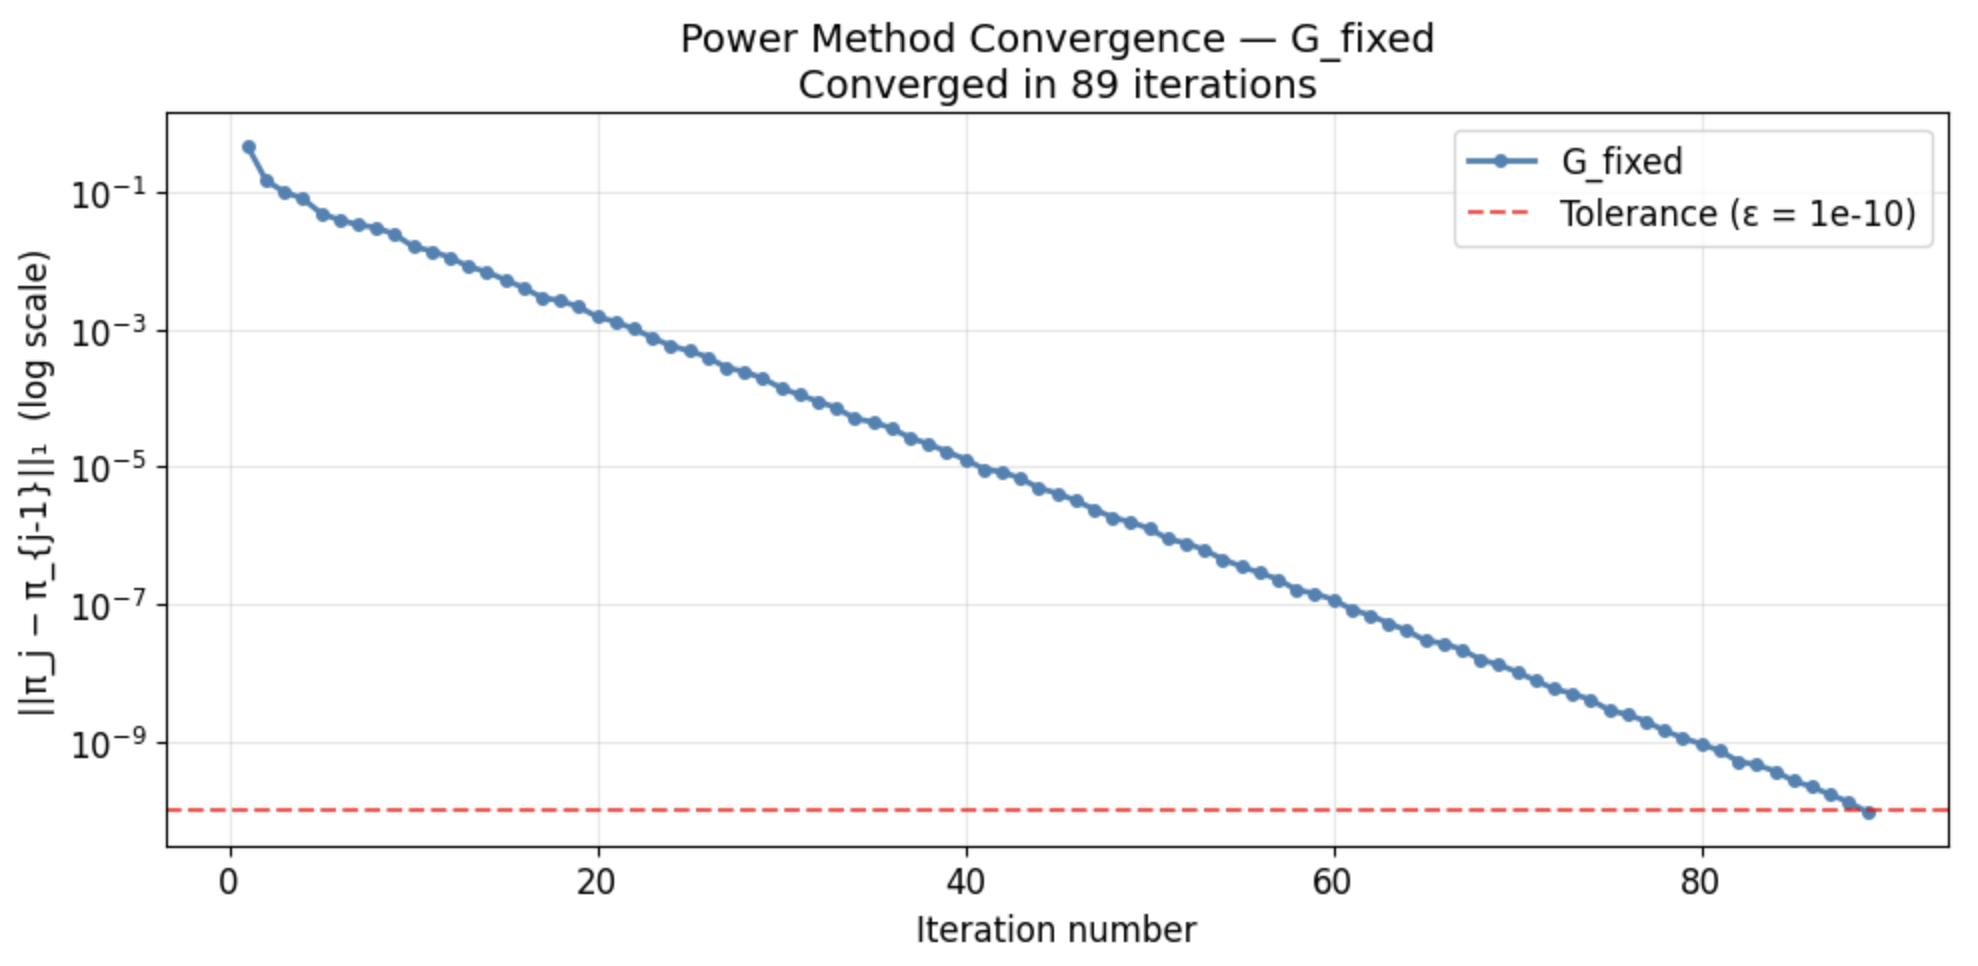 Power Method Convergence — G_fixed
Converged in 89 iterations
G_fixed
Tolerance (ε = 1e-10)
||π_j − π_{j-1}||₁ (log scale)
10⁻¹
10⁻³
10⁻⁵
10⁻⁷
10⁻⁹
0 20 40 60 80
Iteration number